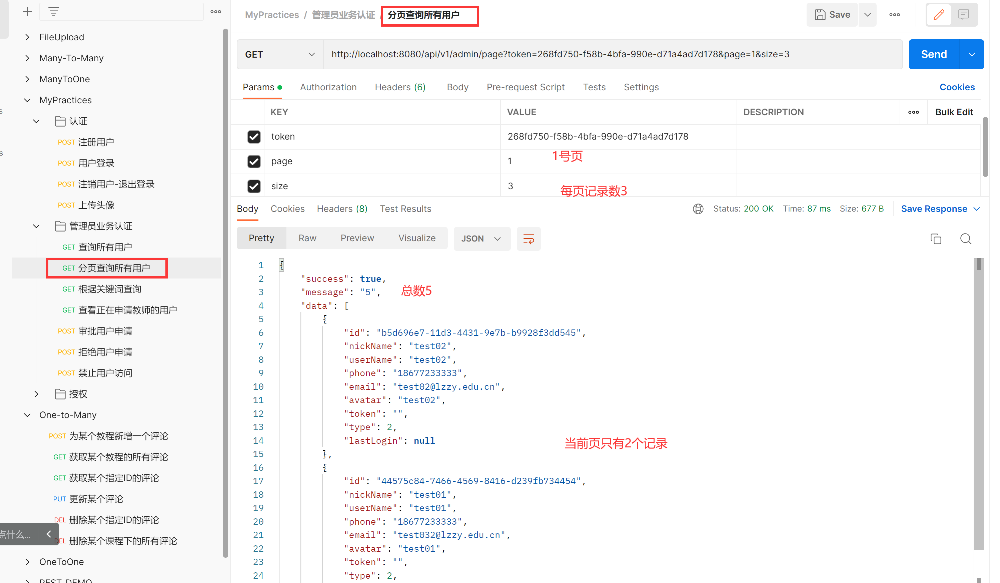 FileUpload
Many-To-Many
ManyToOne
MyPractices
认证
POST 注册用户
POST 用户登录
POST 注销用户-退出登录
POST 上传头像
管理员业务认证
GET 查询所有用户
GET 分页查询所有用户
GET 根据关键词查询
GET 查看正在申请教师的用户
POST 审批用户申请
POST 拒绝用户申请
POST 禁止用户访问
授权
One-to-Many
POST 为某个教程新增一个评论
GET 获取某个教程的所有评论
GET 获取某个指定ID的评论
PUT 更新某个评论
DEL 删除某个指定ID的评论
点什么...
DEL 删除某个课程下的所有评论
OneToOne
REST-DEMO
s
s
MyPractices / 管理员业务认证 / 分页查询所有用户
Save
GET http://localhost:8080/api/v1/admin/page?token=268fd750-f58b-4bfa-990e-d71a4ad7d178&page=1&size=3 Send
Params Authorization Headers (6) Body Pre-request Script Tests Settings Cookies
KEY VALUE DESCRIPTION Bulk Edit
token 268fd750-f58b-4bfa-990e-d71a4ad7d178
page 1 1号页
size 3 每页记录数3
Body Cookies Headers (8) Test Results Status: 200 OK Time: 87 ms Size: 677 B Save Response
Pretty Raw Preview Visualize JSON
1 {
2 "success": true,
3 "message": "5", 总数5
4 "data": [
5 {
6 "id": "b5d696e7-11d3-4431-9e7b-b9928f3dd545",
7 "nickName": "test02",
8 "userName": "test02",
9 "phone": "18677233333",
10 "email": "test02@lzzy.edu.cn",
11 "avatar": "test02",
12 "token": "",
13 "type": 2,
14 "lastLogin": null 当前页只有2个记录
15 },
16 {
17 "id": "44575c84-7466-4569-8416-d239fb734454",
18 "nickName": "test01",
19 "userName": "test01",
20 "phone": "18677233333",
21 "email": "test032@lzzy.edu.cn",
22 "avatar": "test01",
23 "token": "",
24 "type": 2,